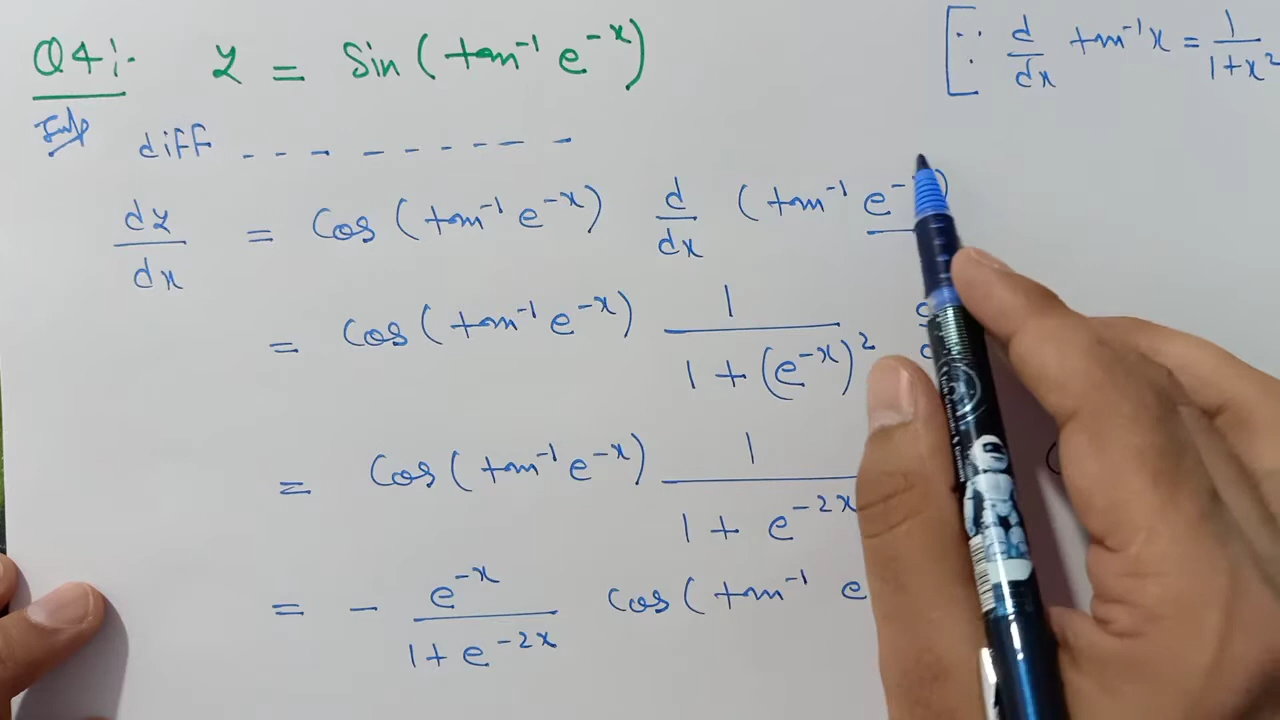 Q4:- y = Sin(tan⁻¹ e⁻ˣ)
[∵ d/dx tan⁻¹x = 1/1+x²
Imp
diff - - - - - - - - -
dy/dx = Cos(tan⁻¹ e⁻ˣ) d/dx (tan⁻¹ e⁻ )
= Cos(tan⁻¹ e⁻ˣ) 1/1+(e⁻ˣ)²
= Cos(tan⁻¹ e⁻ˣ) 1/1+e⁻²ˣ
= - e⁻ˣ/1+e⁻²ˣ cos(tan⁻¹ e